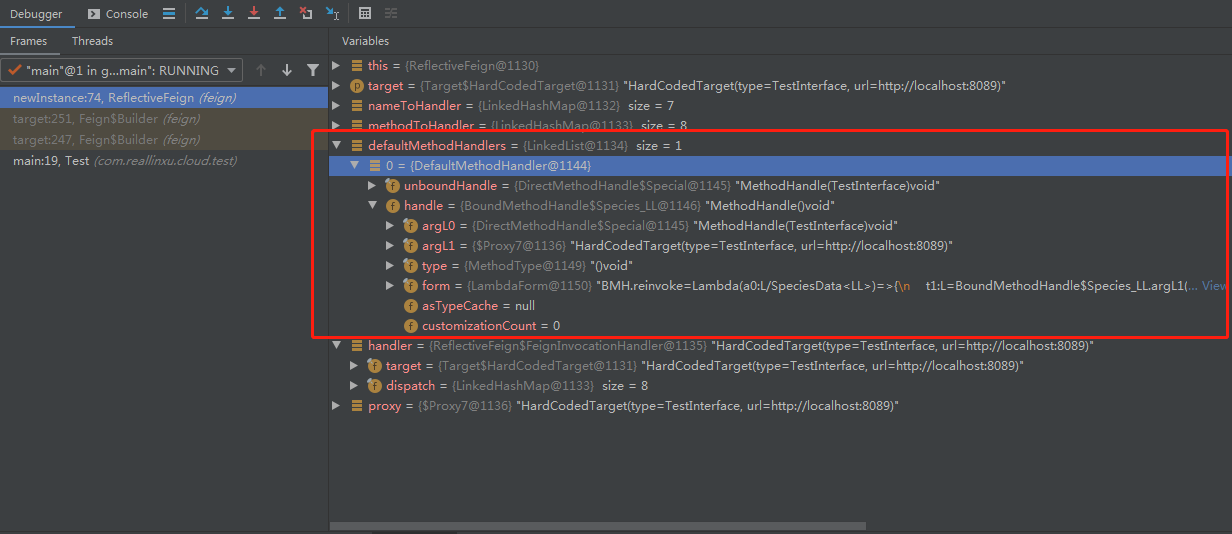 Debugger Console
Frames Threads
"main"@1 in g...main": RUNNING
newInstance:74, ReflectiveFeign (feign)
target:251, Feign$Builder (feign)
target:247, Feign$Builder (feign)
main:19, Test (com.reallinxu.cloud.test)
Variables
this = {ReflectiveFeign@1130}
p target = {Target$HardCodedTarget@1131} "HardCodedTarget(type=TestInterface, url=http://localhost:8089)"
nameToHandler = {LinkedHashMap@1132} size = 7
methodToHandler = {LinkedHashMap@1133} size = 8
defaultMethodHandlers = {LinkedList@1134} size = 1
0 = {DefaultMethodHandler@1144}
f unboundHandle = {DirectMethodHandle$Special@1145} "MethodHandle(TestInterface)void"
f handle = {BoundMethodHandle$Species_LL@1146} "MethodHandle()void"
f argL0 = {DirectMethodHandle$Special@1145} "MethodHandle(TestInterface)void"
f argL1 = {$Proxy7@1136} "HardCodedTarget(type=TestInterface, url=http://localhost:8089)"
f type = {MethodType@1149} "()void"
f form = {LambdaForm@1150} "BMH.reinvoke=Lambda(a0:L/SpeciesData<LL>)=>{\n t1:L=BoundMethodHandle$Species_LL.argL1(... View
f asTypeCache = null
f customizationCount = 0
handler = {ReflectiveFeign$FeignInvocationHandler@1135} "HardCodedTarget(type=TestInterface, url=http://localhost:8089)"
f target = {Target$HardCodedTarget@1131} "HardCodedTarget(type=TestInterface, url=http://localhost:8089)"
f dispatch = {LinkedHashMap@1133} size = 8
proxy = {$Proxy7@1136} "HardCodedTarget(type=TestInterface, url=http://localhost:8089)"